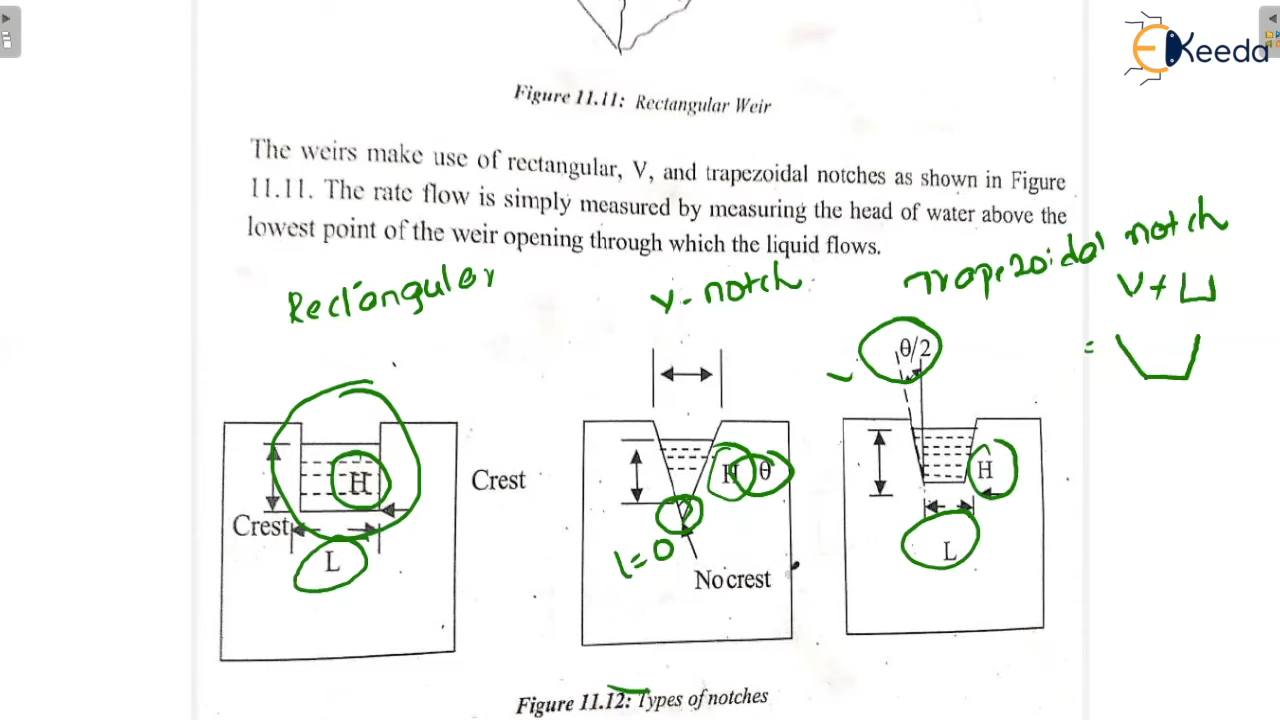 EKeeda
Figure 11.11: Rectangular Weir
The weirs make use of rectangular, V, and trapezoidal notches as shown in Figure
11.11. The rate flow is simply measured by measuring the head of water above the
lowest point of the weir opening through which the liquid flows.
Rectangular
V-notch
Trapezoidal notch
V + ⊔
=
θ/2
H
Crest
Crest
L
H
θ
l=0
No crest
H
L
Figure 11.12: Types of notches